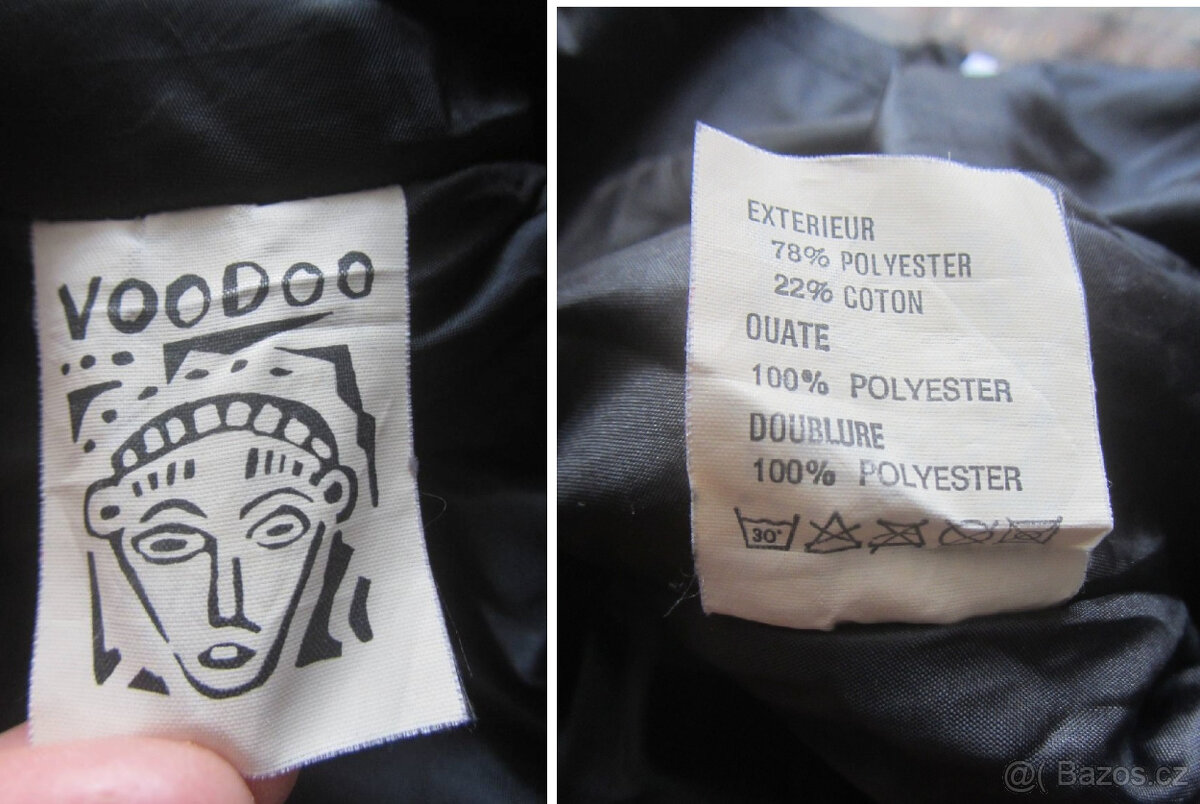 VOODOO
EXTERIEUR
78% POLYESTER
22% COTON
OUATE
100% POLYESTER
DOUBLURE
100% POLYESTER
30°
@( Bazos.cz